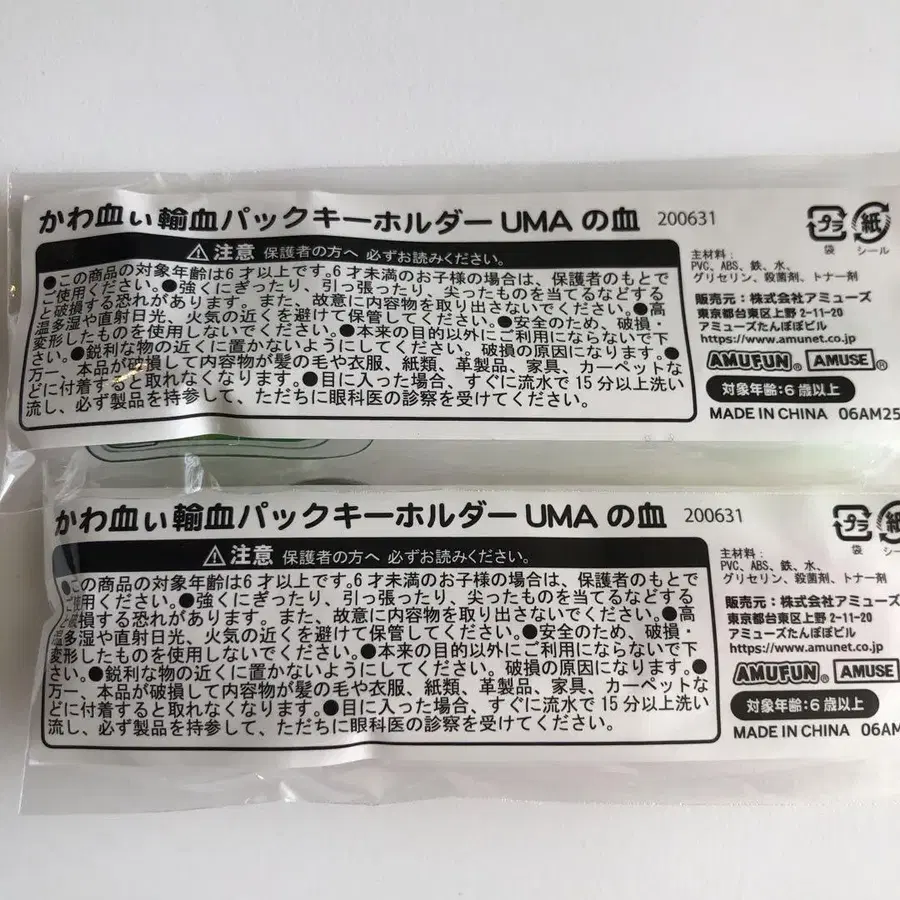 かわ血ぃ輸血パックキーホルダーUMAの血 200631
プラ
袋
紙
シール
⚠注意 保護者の方へ 必ずお読みください。
●この商品の対象年齢は6才以上です。6才未満のお子様の場合は、保護者のもとで
ご使用ください。●強くにぎったり、引っ張ったり、尖ったものを当てるなどする
と破損する恐れがあります。また、故意に内容物を取り出さないでください。●高
温多湿や直射日光、火気の近くを避けて保管してください。●安全のため、破損・
変形したものを使用しないでください。●本来の目的以外にご利用にならないで下
さい。●鋭利な物の近くに置かないようにしてください。破損の原因になります。●
万一、本品が破損して内容物が髪の毛や衣服、紙類、革製品、家具、カーペットな
どに付着すると取れなくなります。●目に入った場合、すぐに流水で15分以上洗い
流し、必ず製品を持参して、ただちに眼科医の診察を受けてください。
主材料:
PVC、ABS、鉄、水、
グリセリン、殺菌剤、トナー剤
販売元:株式会社アミューズ
東京都台東区上野2-11-20
アミューズたんぽぽビル
https://www.amunet.co.jp
AMUFUN® AMUSE®
対象年齢:6歳以上
MADE IN CHINA 06AM25
かわ血ぃ輸血パックキーホルダーUMAの血 200631
プラ
袋
紙
シー
⚠注意 保護者の方へ 必ずお読みください。
●この商品の対象年齢は6才以上です。6才未満のお子様の場合は、保護者のもとで
ご使用ください。●強くにぎったり、引っ張ったり、尖ったものを当てるなどする
と破損する恐れがあります。また、故意に内容物を取り出さないでください。●高
温多湿や直射日光、火気の近くを避けて保管してください。●安全のため、破損・
変形したものを使用しないでください。●本来の目的以外にご利用にならないで下
さい。●鋭利な物の近くに置かないようにしてください。破損の原因になります。●
万一、本品が破損して内容物が髪の毛や衣服、紙類、革製品、家具、カーペットな
どに付着すると取れなくなります。●目に入った場合、すぐに流水で15分以上洗い
流し、必ず製品を持参して、ただちに眼科医の診察を受けてください。
主材料:
PVC、ABS、鉄、水、
グリセリン、殺菌剤、トナー剤
販売元:株式会社アミューズ
東京都台東区上野2-11-20
アミューズたんぽぽビル
https://www.amunet.co.jp
AMUFUN® AMUSE
対象年齢:6歳以上
MADE IN CHINA 06AM